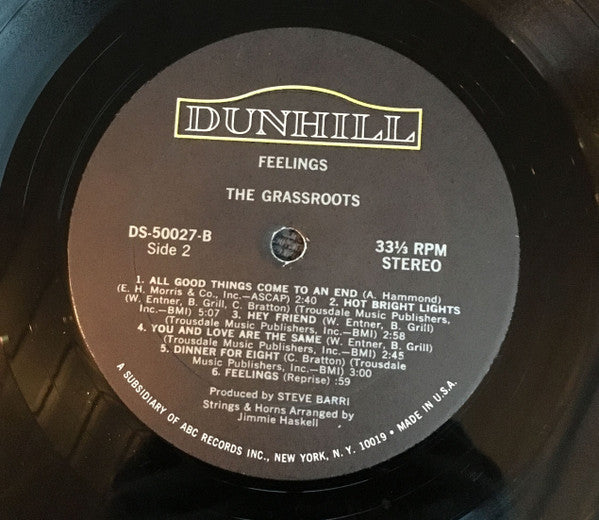 DUNHILL
FEELINGS
THE GRASSROOTS
DS-50027-B
Side 2
33⅓ RPM
STEREO
1. ALL GOOD THINGS COME TO AN END (A. Hammond)
(E. H. Morris & Co., Inc.—ASCAP) 2:40 2. HOT BRIGHT LIGHTS
(W. Entner, B. Grill, C. Bratton) (Trousdale Music Publishers,
Inc.—BMI) 5:07 3. HEY FRIEND (W. Entner, B. Grill)
(Trousdale Music Publishers, Inc.—BMI) 2:58
4. YOU AND LOVE ARE THE SAME (W. Entner, B. Grill)
(Trousdale Music Publishers, Inc.—BMI) 2:45
5. DINNER FOR EIGHT (C. Bratton) (Trousdale
Music Publishers, Inc.—BMI) 3:00
6. FEELINGS (Reprise) :59
Produced by STEVE BARRI
Strings & Horns Arranged by
Jimmie Haskell
A SUBSIDIARY OF ABC RECORDS INC., NEW YORK, N. Y. 10019 • MADE IN U.S.A.